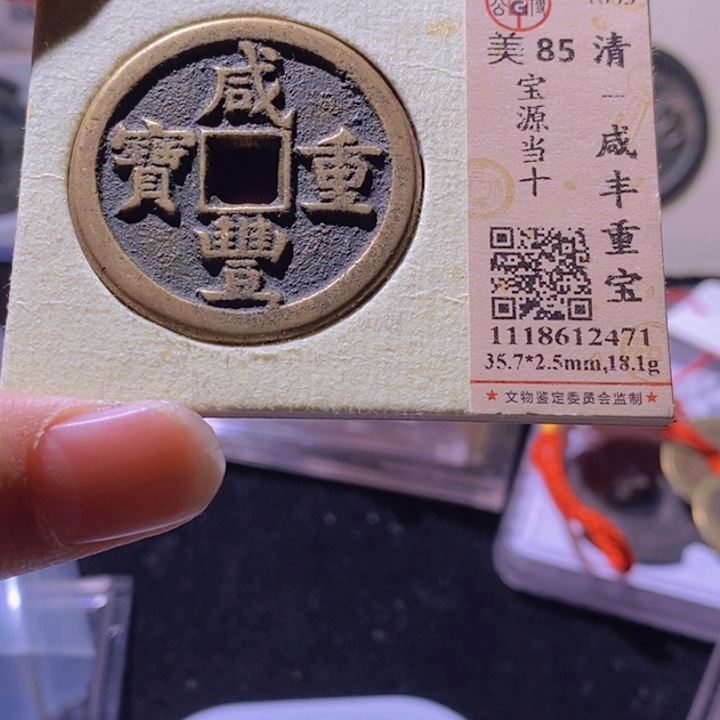 咸
豐
重
寶
美 85
宝源当十
清 一 咸丰重宝
1118612471
35.7*2.5mm,18.1g
★ 文物鉴定委员会监制 ★